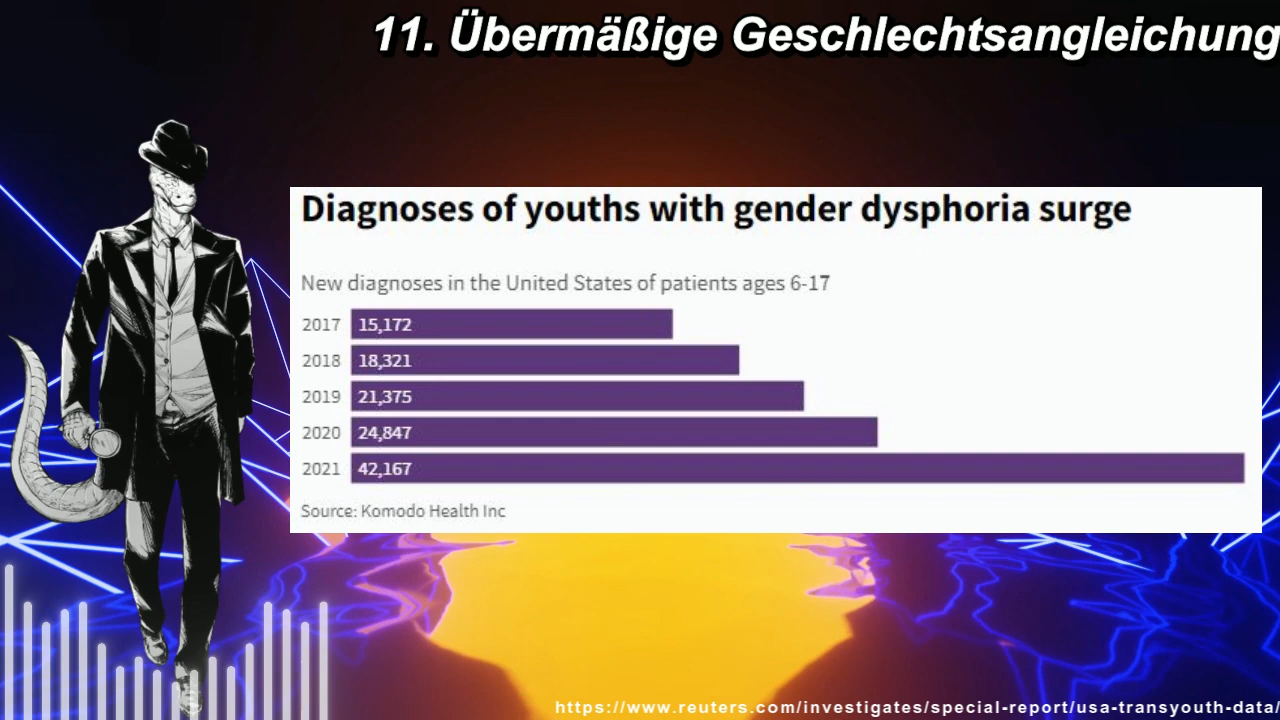 11. Übermäßige Geschlechtsangleichung
Diagnoses of youths with gender dysphoria surge
New diagnoses in the United States of patients ages 6-17
2017 15,172
2018 18,321
2019 21,375
2020 24,847
2021 42,167
Source: Komodo Health Inc
https://www.reuters.com/investigates/special-report/usa-transyouth-data/